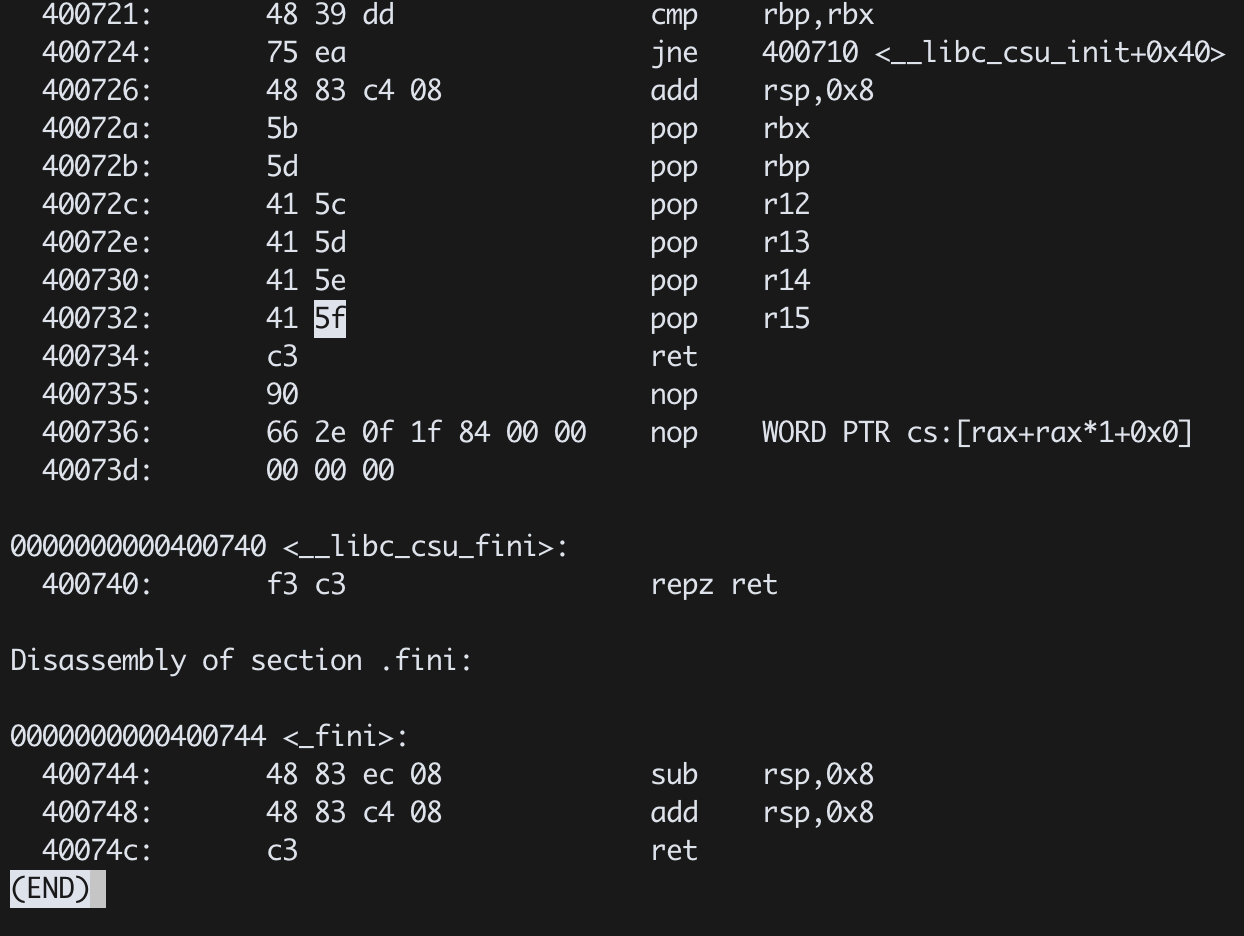 400721: 48 39 dd cmp rbp,rbx
400724: 75 ea jne 400710 <__libc_csu_init+0x40>
400726: 48 83 c4 08 add rsp,0x8
40072a: 5b pop rbx
40072b: 5d pop rbp
40072c: 41 5c pop r12
40072e: 41 5d pop r13
400730: 41 5e pop r14
400732: 41 5f pop r15
400734: c3 ret
400735: 90 nop
400736: 66 2e 0f 1f 84 00 00 nop WORD PTR cs:[rax+rax*1+0x0]
40073d: 00 00 00
0000000000400740 <__libc_csu_fini>:
400740: f3 c3 repz ret
Disassembly of section .fini:
0000000000400744 <_fini>:
400744: 48 83 ec 08 sub rsp,0x8
400748: 48 83 c4 08 add rsp,0x8
40074c: c3 ret
(END)